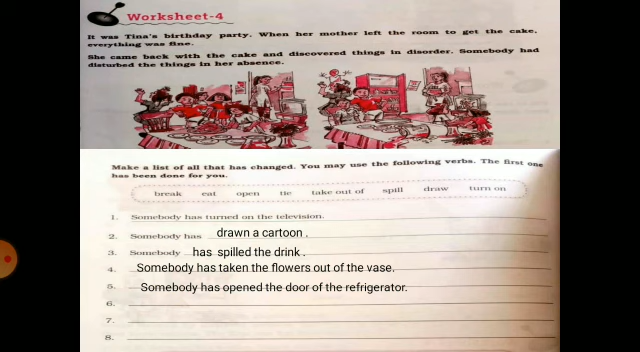 Worksheet-4
It was Tina's birthday party. When her mother left the room to get the cake,
everything was fine.
She came back with the cake and discovered things in disorder. Somebody had
disturbed the things in her absence.
Make a list of all that has changed. You may use the following verbs. The first one
has been done for you.
break eat open tie take out of spill draw turn on
1. Somebody has turned on the television.
2. Somebody has drawn a cartoon .
3. Somebody has spilled the drink .
4. Somebody has taken the flowers out of the vase.
5. Somebody has opened the door of the refrigerator.
6.
7.
8.